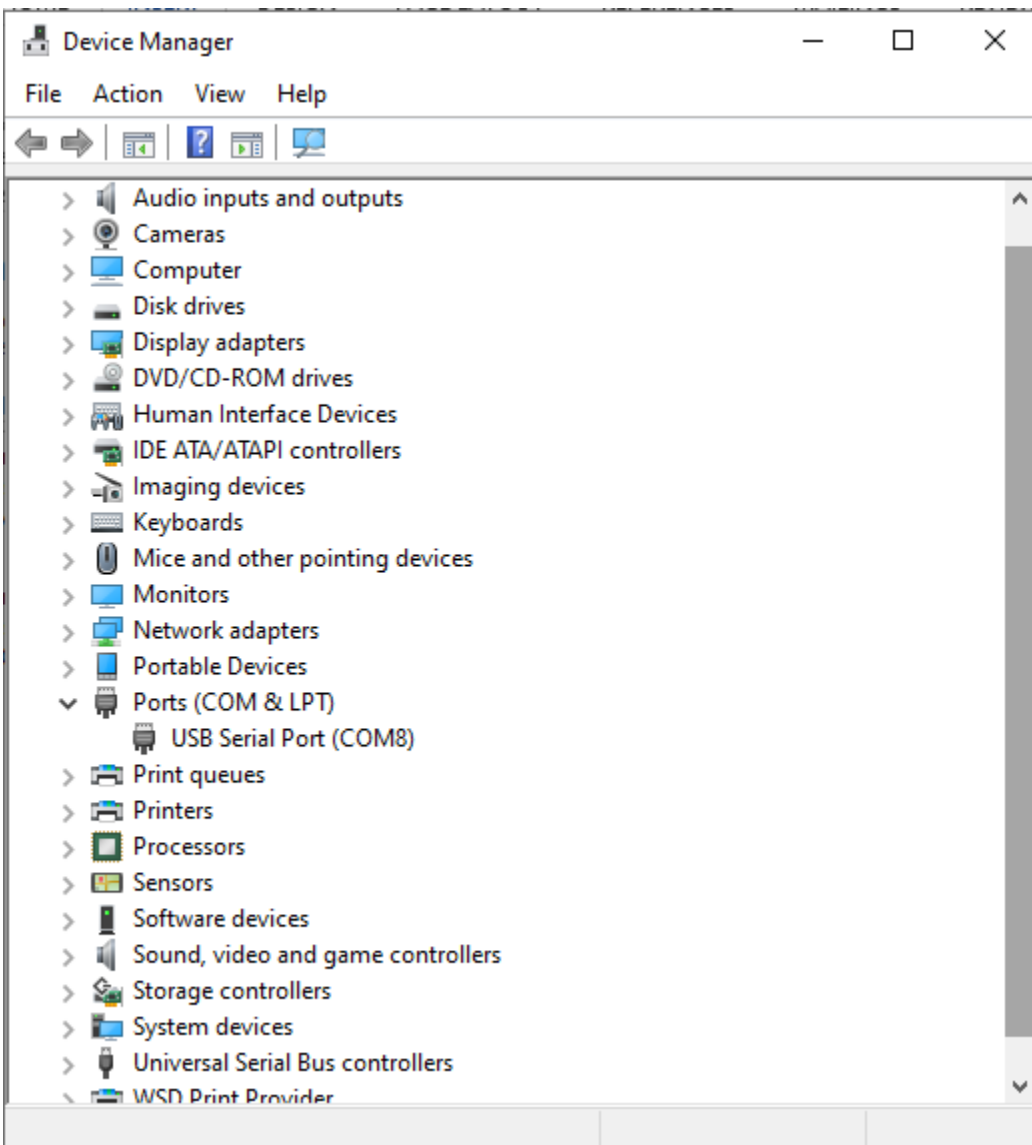 Device Manager
File Action View Help
Audio inputs and outputs
Cameras
Computer
Disk drives
Display adapters
DVD/CD-ROM drives
Human Interface Devices
IDE ATA/ATAPI controllers
Imaging devices
Keyboards
Mice and other pointing devices
Monitors
Network adapters
Portable Devices
Ports (COM & LPT)
USB Serial Port (COM8)
Print queues
Printers
Processors
Sensors
Software devices
Sound, video and game controllers
Storage controllers
System devices
Universal Serial Bus controllers
WSD Print Provider